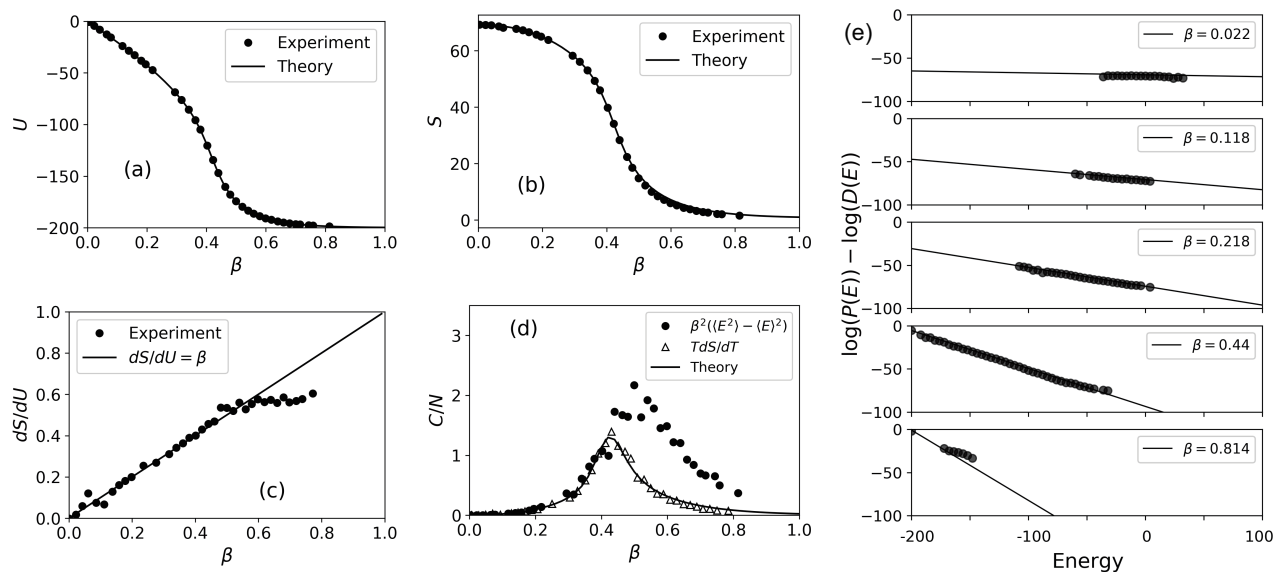 0
−50
−100
−150
−200
U
0.0
0.2
0.4
0.6
0.8
1.0
β
Experiment
Theory
(a)
60
40
20
0
S
0.0
0.2
0.4
0.6
0.8
1.0
β
Experiment
Theory
(b)
1.0
0.8
0.6
0.4
0.2
0.0
dS/dU
0.0
0.2
0.4
0.6
0.8
1.0
β
Experiment
dS/dU = β
(c)
3
2
1
0
C/N
0.0
0.2
0.4
0.6
0.8
1.0
β
(d)
β²(⟨E²⟩ − ⟨E⟩²)
TdS/dT
Theory
(e)
log(P(E)) − log(D(E))
0
−50
−100
β = 0.022
0
−50
−100
β = 0.118
0
−50
−100
β = 0.218
0
−50
−100
β = 0.44
0
−50
−100
β = 0.814
-200
-100
0
100
Energy